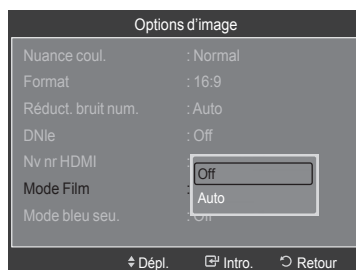 Options d'image
Nuance coul. : Normal
Format : 16:9
Réduct. bruit num. : Auto
DNIe : Off
Nv nr HDMI :
Off
Mode Film :
Auto
Mode bleu seu. : Off
Dépl. Intro. Retour